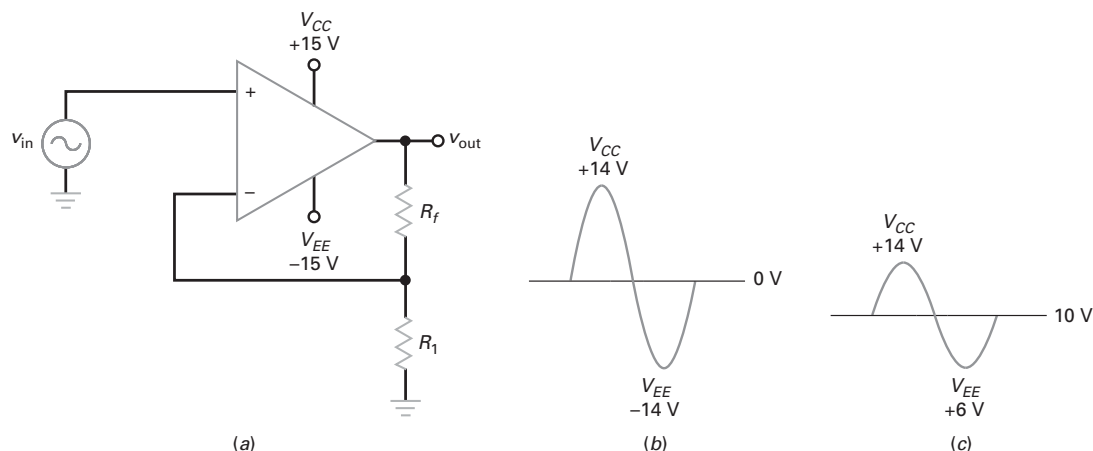 V_CC
+15 V
+
v_in
v_out
−
R_f
V_EE
−15 V
R_1
(a)
V_CC
+14 V
0 V
V_EE
−14 V
(b)
V_CC
+14 V
10 V
V_EE
+6 V
(c)